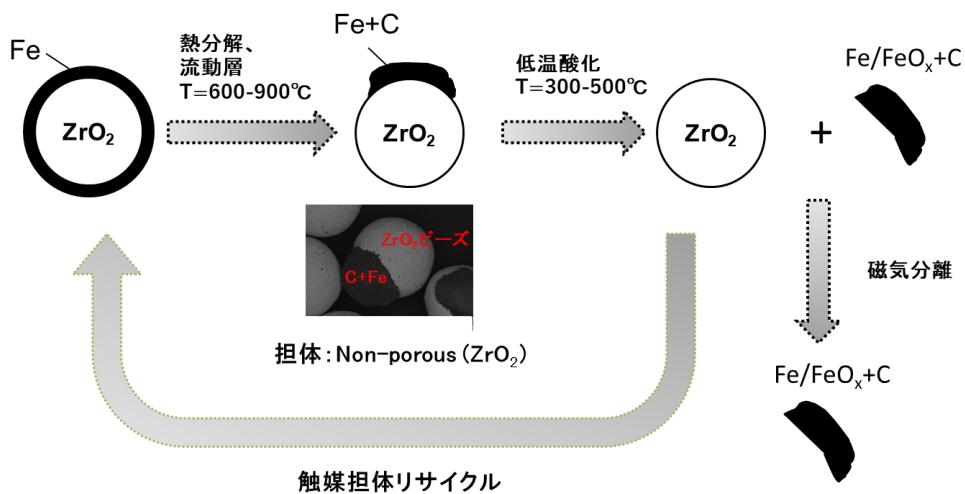 Fe
ZrO₂
熱分解、
流動層
T=600-900℃
Fe+C
ZrO₂
低温酸化
T=300-500℃
ZrO₂
+
Fe/FeOₓ+C
ZrO₂ビーズ
C+Fe
担体：Non-porous（ZrO₂）
磁気分離
Fe/FeOₓ+C
触媒担体リサイクル